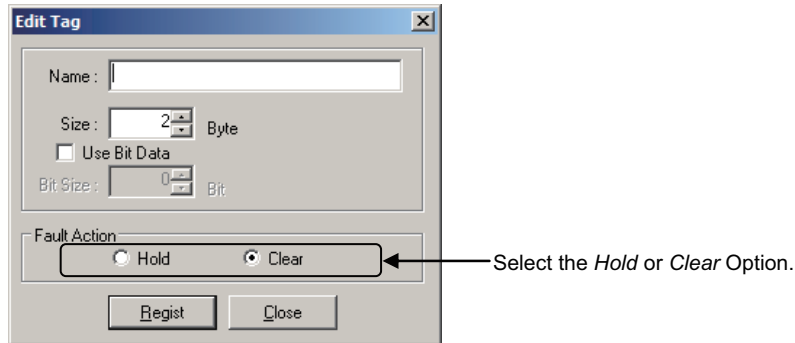 Edit Tag
Name :
Size : 2 Byte
Use Bit Data
Bit Size : 0 Bit
Fault Action
Hold Clear
Select the Hold or Clear Option.
Regist Close